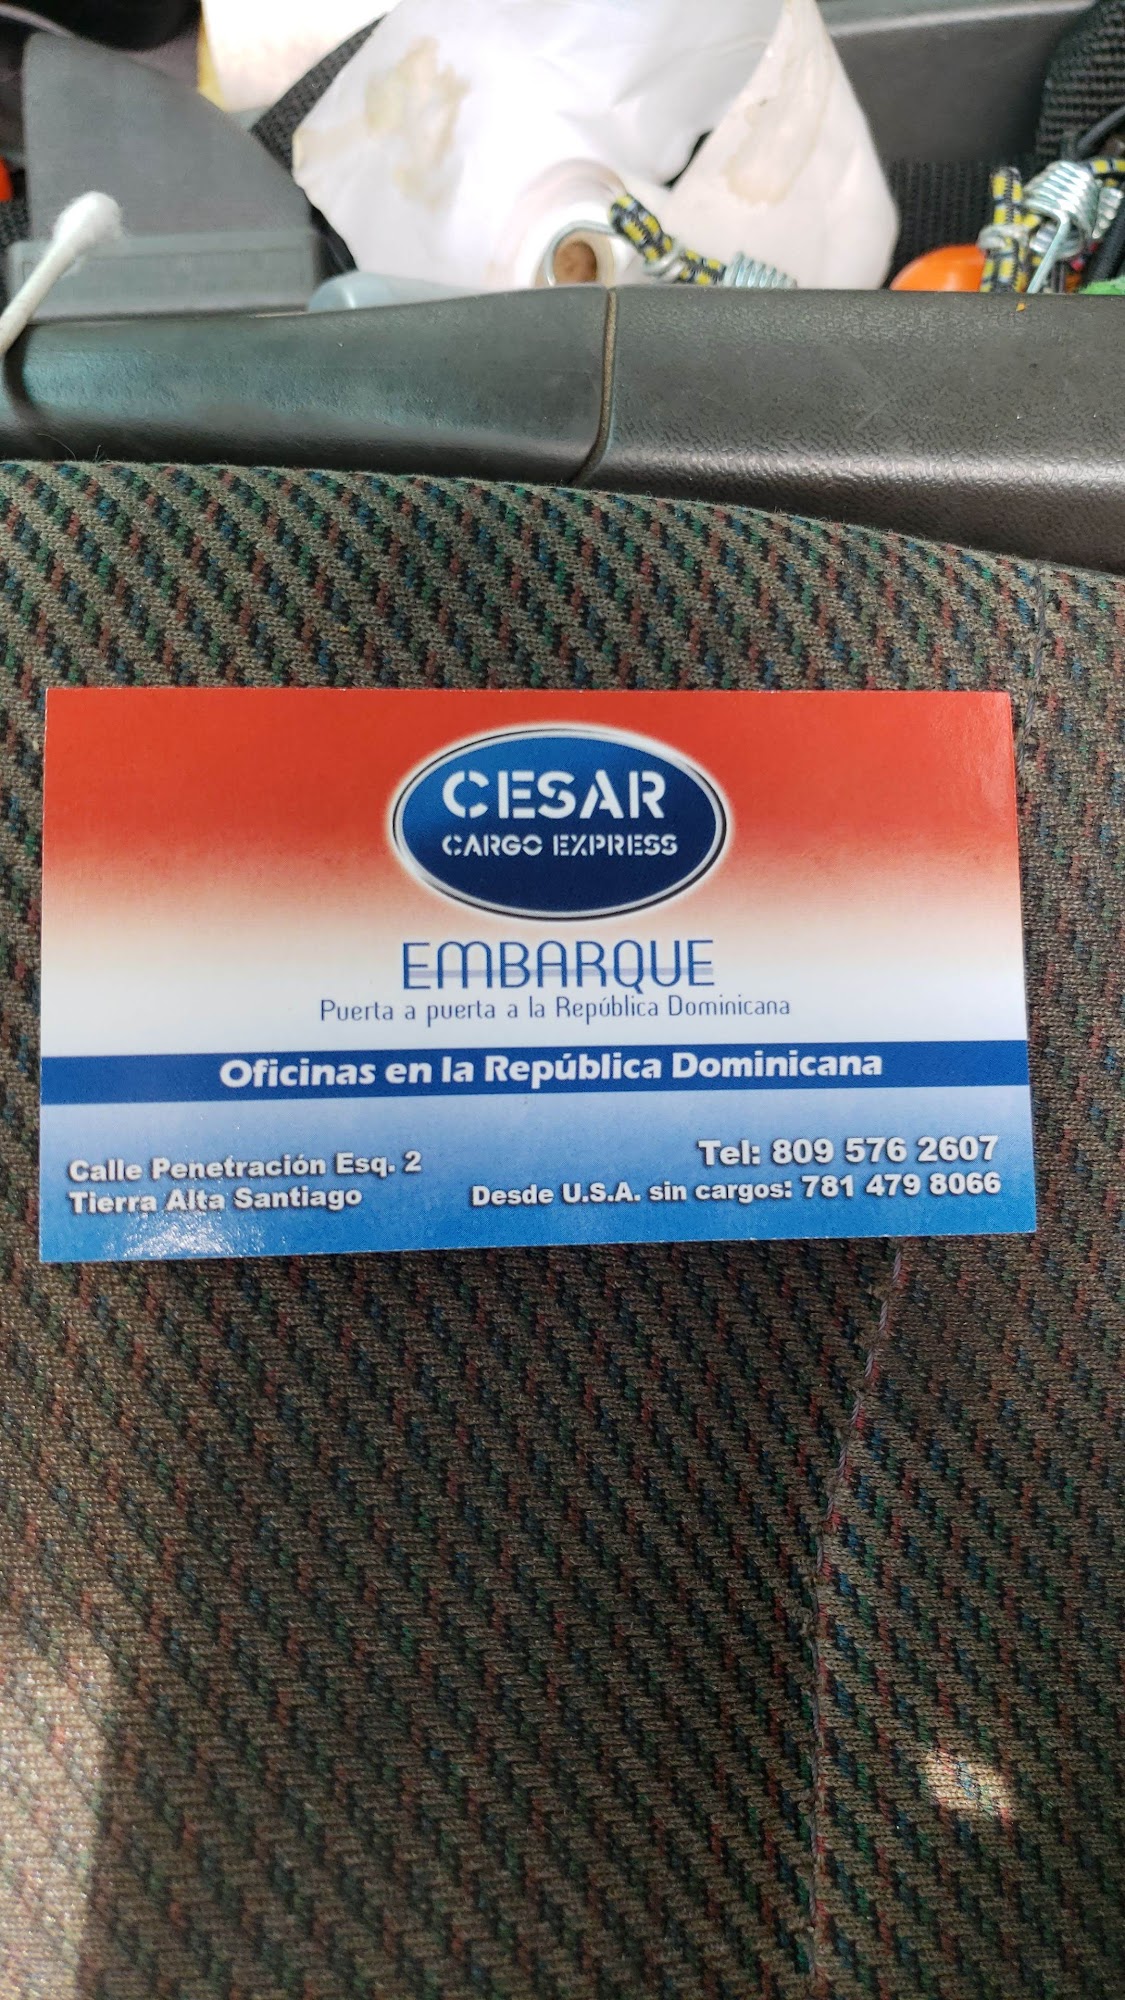 CESAR
CARGO EXPRESS
EMBARQUE
Puerta a puerta a la República Dominicana
Oficinas en la República Dominicana
Calle Penetración Esq. 2
Tierra Alta Santiago
Tel: 809 576 2607
Desde U.S.A. sin cargos: 781 479 8066